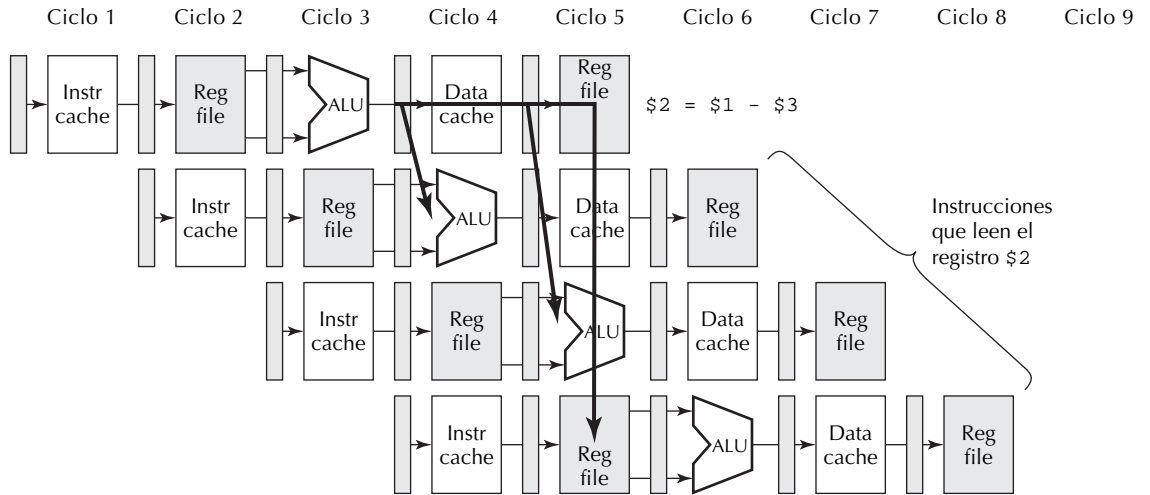 Ciclo 1 Ciclo 2 Ciclo 3 Ciclo 4 Ciclo 5 Ciclo 6 Ciclo 7 Ciclo 8 Ciclo 9
Instr
cache
Reg
file
ALU
Data
cache
Reg
file
$2 = $1 - $3
Instr
cache
Reg
file
ALU
Data
cache
Reg
file
Instrucciones
que leen el
registro $2
Instr
cache
Reg
file
ALU
Data
cache
Reg
file
Instr
cache
Reg
file
ALU
Data
cache
Reg
file